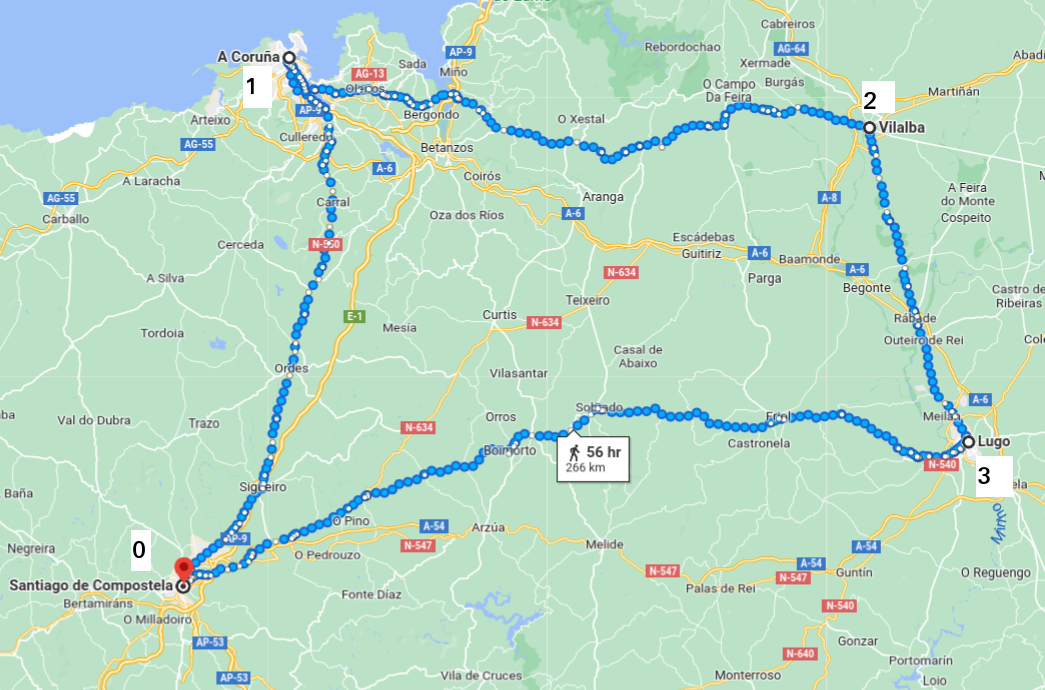 Cabreiros
A Coruña
AP-9
Rebordochao
AG-64
Xermade
Abadí
Sada
Miño
AG-13
1
O Campo
Da Feira
Burgás
2
Martiñán
Arteixo
AP-9
Bergondo
O Xestal
Vilalba
Culleredo
AG-55
Betanzos
A-6
Coirós
A Laracha
AG-55
Carballo
Carral
Aranga
A-8
A Feira
do Monte
Cospeito
Oza dos Ríos
A-6
Cerceda
N-550
Escádebas
Guitiriz
A-6
Baamonde
A-6
Parga
Begonte
N-634
A Silva
Teixeiro
Castro de
Ribeiras
E-1
Curtis
N-634
Rábade
Tordoia
Mesía
Outeiro de Rei
Casal de
Abaixo
Ordes
Vilasantar
A-6
Val do Dubra
Trazo
Orros
Sobrado
Friol
Meilán
N-634
Castronela
Lugo
Boimorto
56 hr
266 km
N-540
3
Sigüeiro
Baña
Miño
O Pino
Arzúa
A-54
AP-9
N-547
Negreira
0
O Pedrouzo
Melide
A-54
A-54
Guntín
N-547
N-547
O Reguengo
Santiago de Compostela
Palas de Rei
Bertamiráns
Fonte Díaz
N-540
O Milladoiro
AP-53
Gonzar
N-640
Portomarín
AP-53
Vila de Cruces
Monterroso
Loio